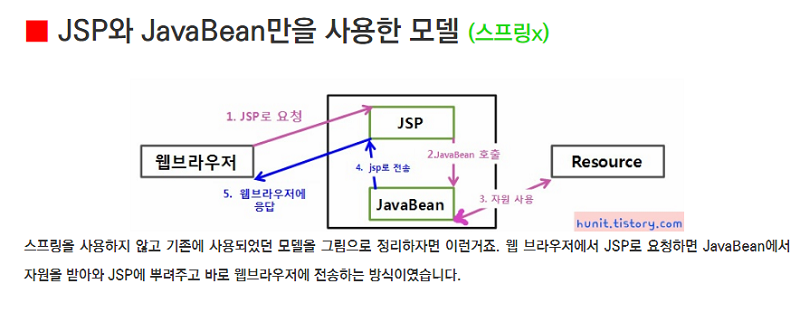 ■ JSP와 JavaBean만을 사용한 모델 (스프링x)
1. JSP로 요청
JSP
2.JavaBean 호출
웹브라우저
4. jsp로 전송
Resource
5. 웹브라우저에
응답
JavaBean
3. 자원 사용
hunit.tistory.com
스프링을 사용하지 않고 기존에 사용되었던 모델을 그림으로 정리하자면 이런거죠. 웹 브라우저에서 JSP로 요청하면 JavaBean에서
자원을 받아와 JSP에 뿌려주고 바로 웹브라우저에 전송하는 방식이었습니다.